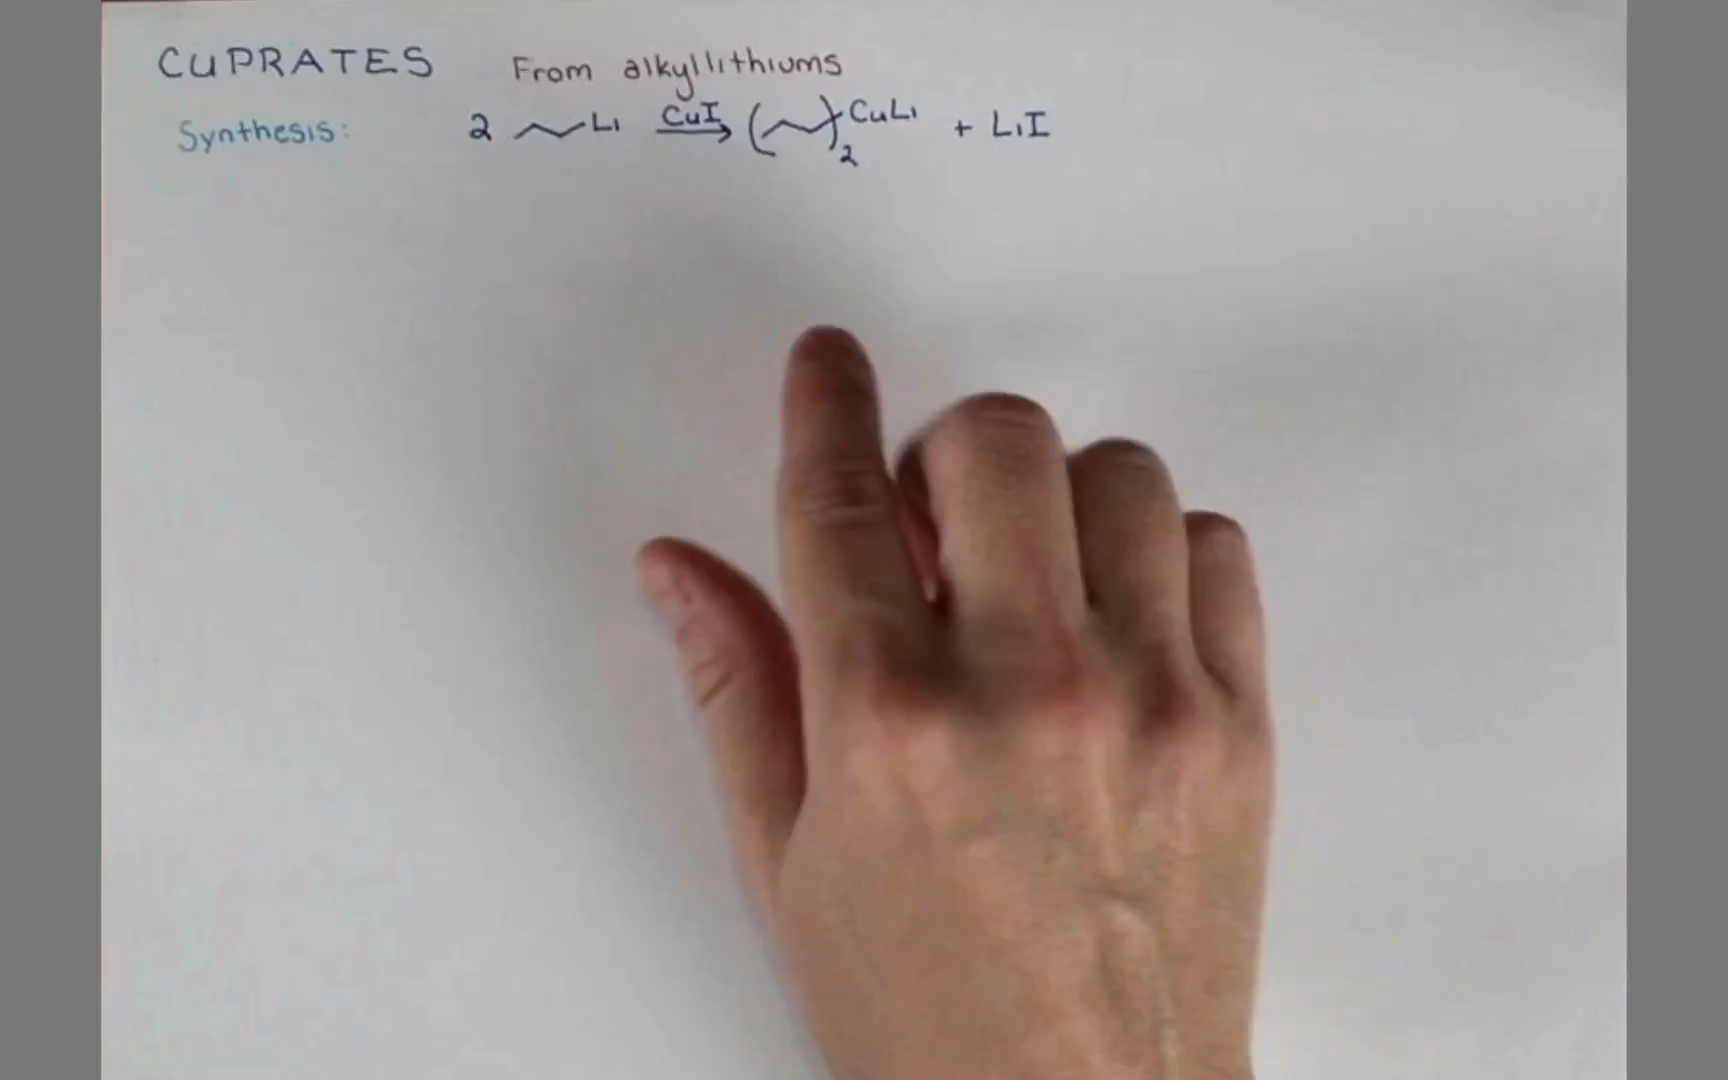 CUPRATES From alkyllithiums
Synthesis: 2 Li CuI ( )2 CuLi + LiI